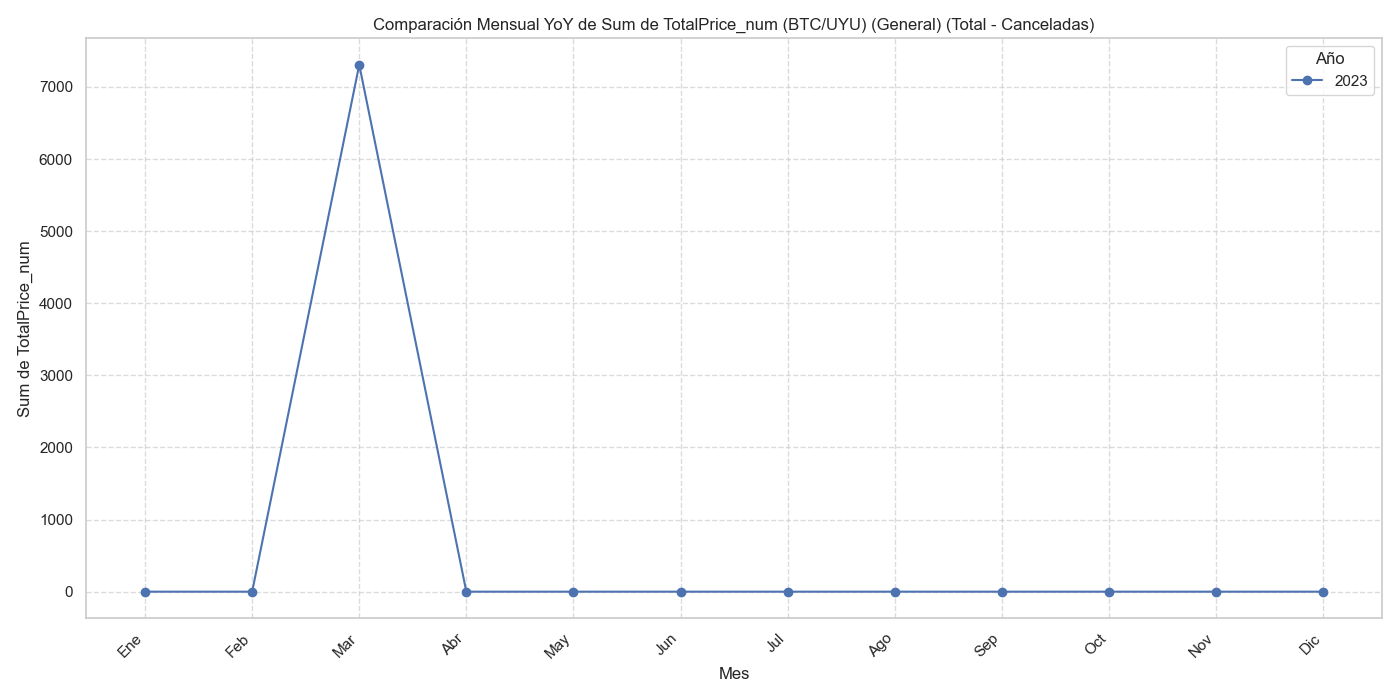 Comparación Mensual YoY de Sum de TotalPrice_num (BTC/UYU) (General) (Total - Canceladas)
Año
2023
Sum de TotalPrice_num
7000
6000
5000
4000
3000
2000
1000
0
Ene
Feb
Mar
Abr
May
Jun
Jul
Ago
Sep
Oct
Nov
Dic
Mes